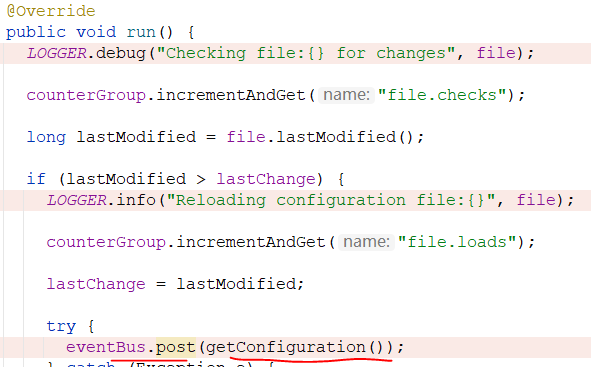 @Override
public void run() {
LOGGER.debug("Checking file:{} for changes", file);
counterGroup.incrementAndGet( name: "file.checks");
long lastModified = file.lastModified();
if (lastModified > lastChange) {
LOGGER.info("Reloading configuration file:{}", file);
counterGroup.incrementAndGet( name: "file.loads");
lastChange = lastModified;
try {
eventBus.post(getConfiguration());
} catch (Exception e) {